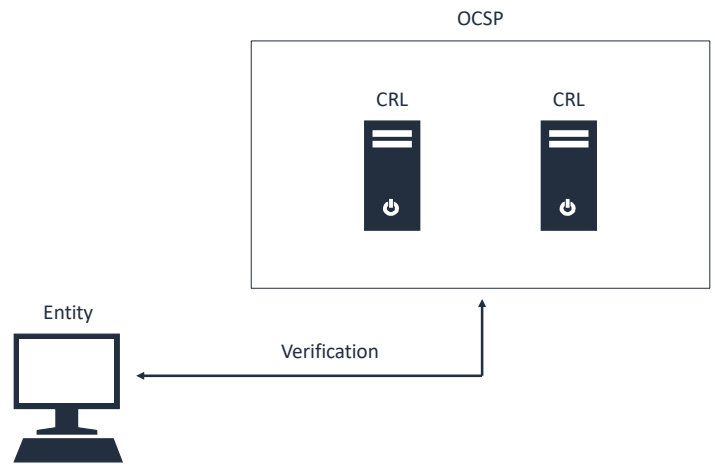 OCSP
CRL
CRL
Entity
Verification